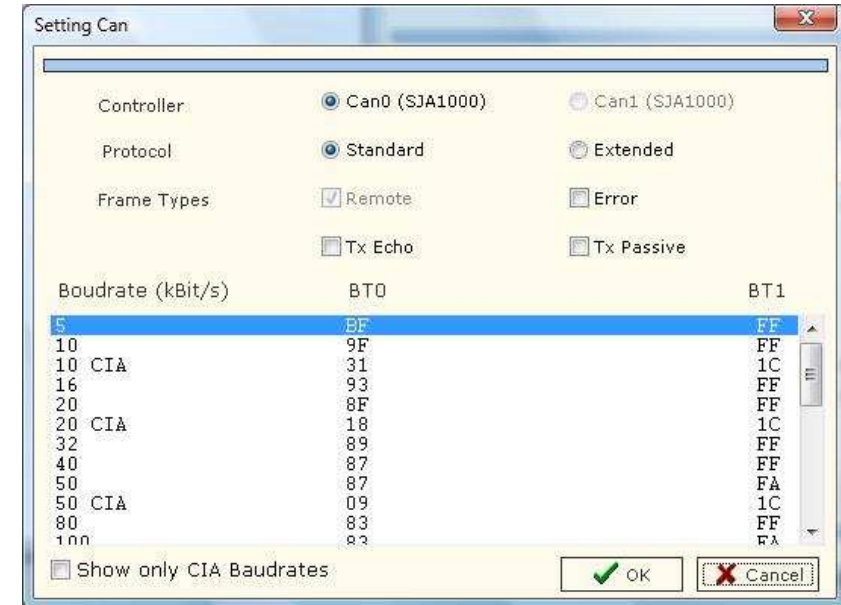 Setting Can
Controller Can0 (SJA1000) Can1 (SJA1000)
Protocol Standard Extended
Frame Types Remote Error
Tx Echo Tx Passive
Boudrate (kBit/s) BT0 BT1
5 BF FF
10 9F FF
10 CIA 31 1C
16 93 FF
20 8F FF
20 CIA 18 1C
32 89 FF
40 87 FF
50 87 FA
50 CIA 09 1C
80 83 FF
100 83 FA
Show only CIA Baudrates
OK Cancel